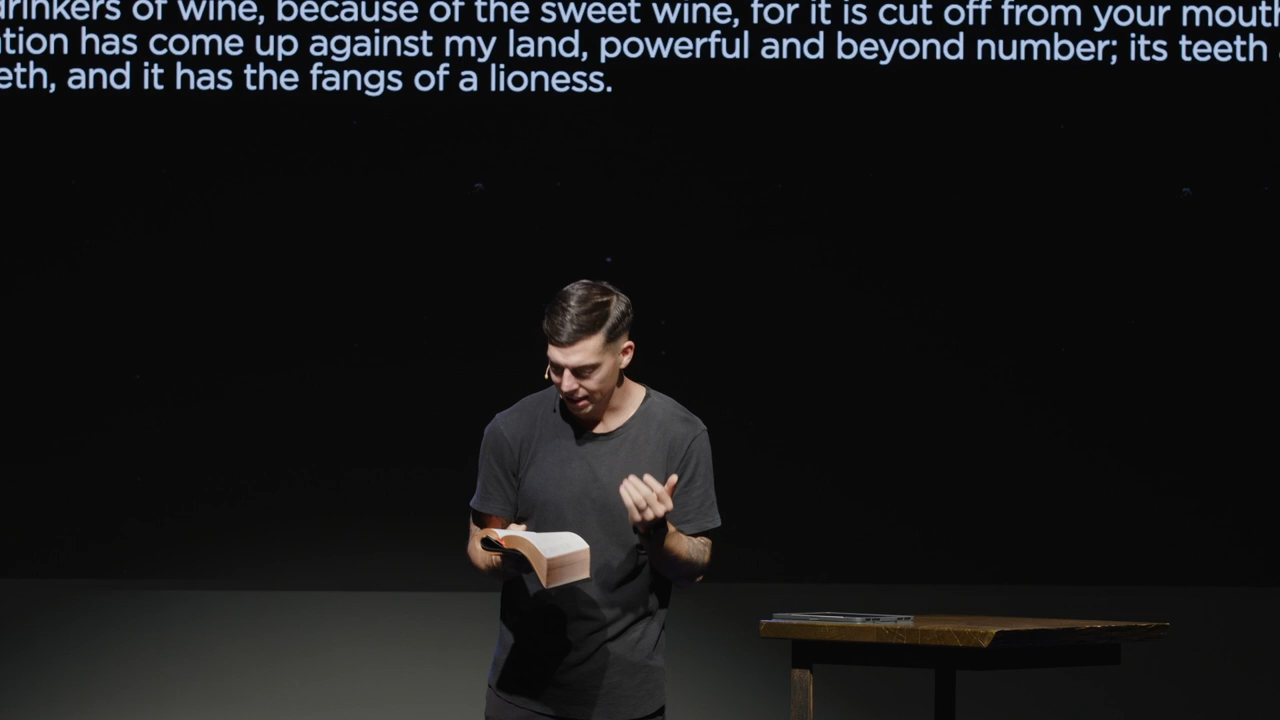 drinkers of wine, because of the sweet wine, for it is cut off from your mouth
ation has come up against my land, powerful and beyond number; its teeth
eth, and it has the fangs of a lioness.